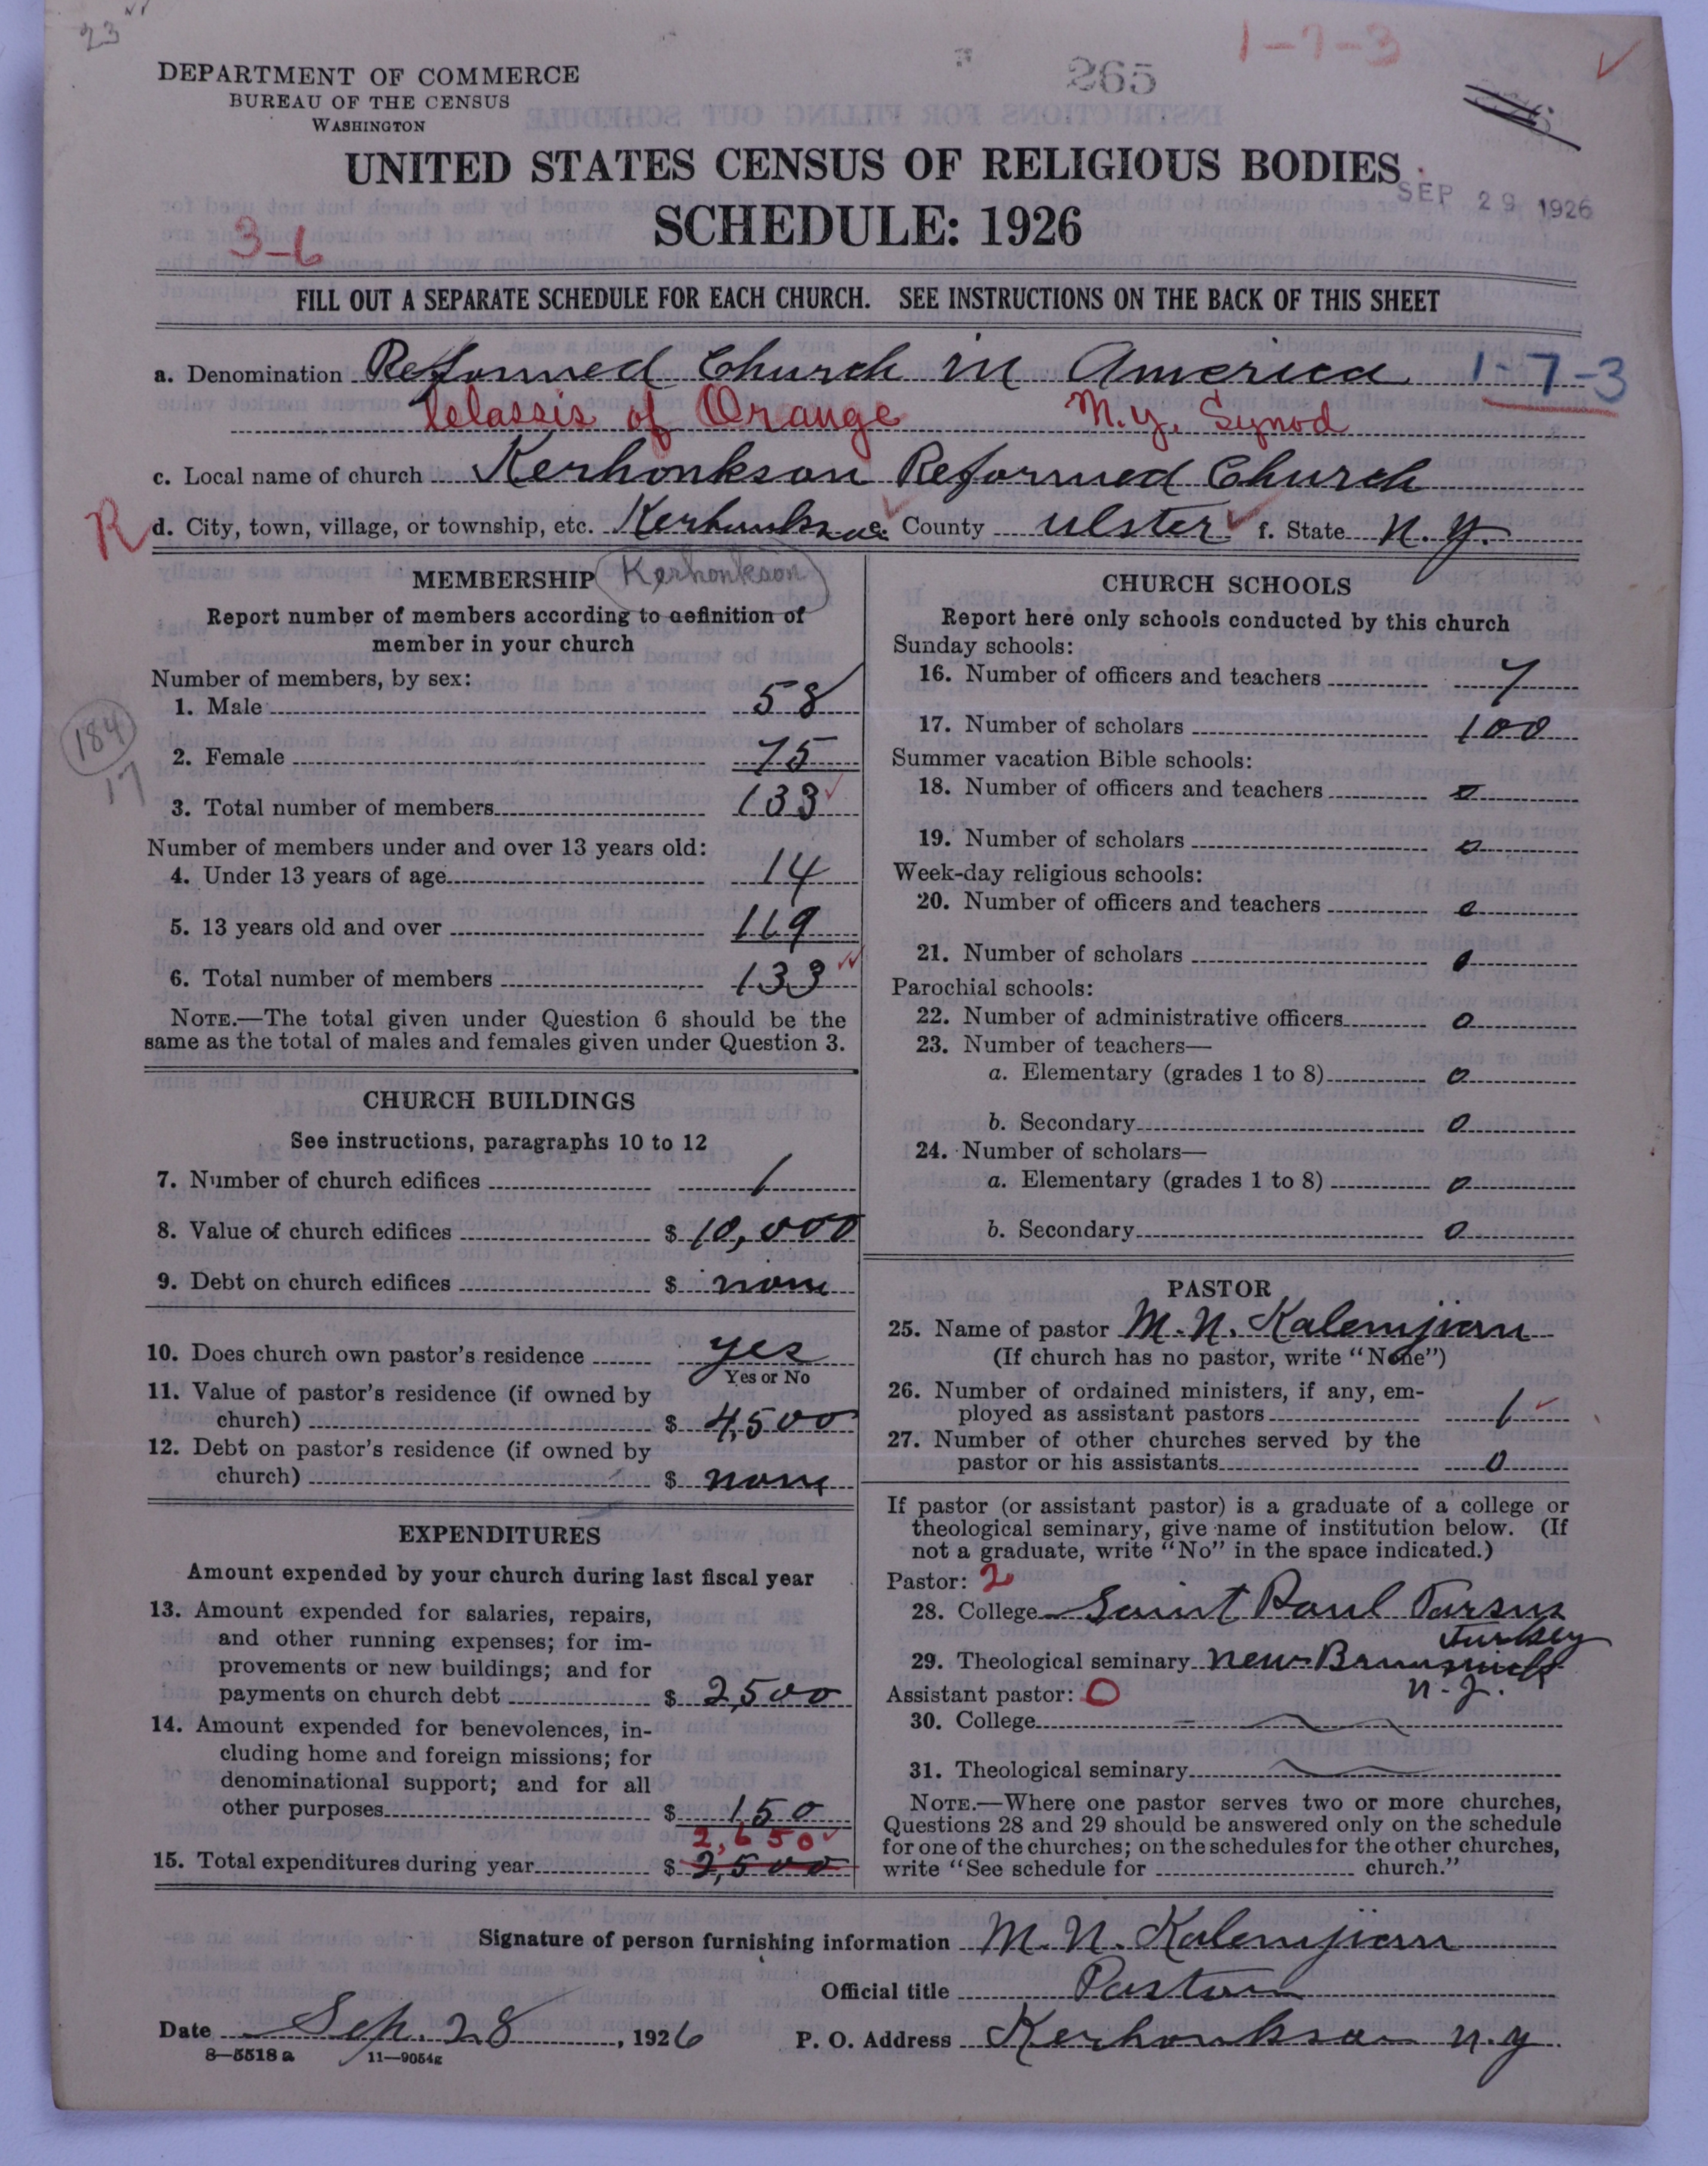 23
1-7-3
265
DEPARTMENT OF COMMERCE
BUREAU OF THE CENSUS
WASHINGTON
UNITED STATES CENSUS OF RELIGIOUS BODIES
SEP 29 1926
SCHEDULE: 1926
3-6
FILL OUT A SEPARATE SCHEDULE FOR EACH CHURCH. SEE INSTRUCTIONS ON THE BACK OF THIS SHEET
a. Denomination Reformed Church in America 1-7-3
Classis of Orange N.Y. Synod
c. Local name of church Kerhonkson Reformed Church
R d. City, town, village, or township, etc. Kerhonkson e. County Ulster f. State N.Y.
MEMBERSHIP Kerhonkson
Report number of members according to definition of
member in your church
Number of members, by sex:
1. Male 58
184
17
2. Female 75
3. Total number of members 133
Number of members under and over 13 years old:
4. Under 13 years of age 14
5. 13 years old and over 119
6. Total number of members 133
NOTE.—The total given under Question 6 should be the
same as the total of males and females given under Question 3.
CHURCH BUILDINGS
See instructions, paragraphs 10 to 12
7. Number of church edifices 1
8. Value of church edifices $ 10,000
9. Debt on church edifices $ none
10. Does church own pastor's residence yes
Yes or No
11. Value of pastor's residence (if owned by
church) $ 4,500
12. Debt on pastor's residence (if owned by
church) $ none
EXPENDITURES
Amount expended by your church during last fiscal year
13. Amount expended for salaries, repairs,
and other running expenses; for im-
provements or new buildings; and for
payments on church debt $ 2,500
14. Amount expended for benevolences, in-
cluding home and foreign missions; for
denominational support; and for all
other purposes $ 150
2,650
15. Total expenditures during year $ 2,500
CHURCH SCHOOLS
Report here only schools conducted by this church
Sunday schools:
16. Number of officers and teachers 7
17. Number of scholars 100
Summer vacation Bible schools:
18. Number of officers and teachers 0
19. Number of scholars 0
Week-day religious schools:
20. Number of officers and teachers 0
21. Number of scholars 0
Parochial schools:
22. Number of administrative officers 0
23. Number of teachers—
a. Elementary (grades 1 to 8) 0
b. Secondary 0
24. Number of scholars—
a. Elementary (grades 1 to 8) 0
b. Secondary 0
PASTOR
25. Name of pastor M. N. Kalemjian
(If church has no pastor, write "None")
26. Number of ordained ministers, if any, em-
ployed as assistant pastors 1
27. Number of other churches served by the
pastor or his assistants 0
If pastor (or assistant pastor) is a graduate of a college or
theological seminary, give name of institution below. (If
not a graduate, write "No" in the space indicated.)
Pastor: 2
28. College Saint Paul Tarsus
Turkey
29. Theological seminary New Brunswick
N.J.
Assistant pastor: 0
30. College
31. Theological seminary
NOTE.—Where one pastor serves two or more churches,
Questions 28 and 29 should be answered only on the schedule
for one of the churches; on the schedules for the other churches,
write "See schedule for church."
Signature of person furnishing information M. N. Kalemjian
Official title Pastor
Date Sep. 28, 1926 P. O. Address Kerhonkson N.Y.
8—5518 a 11—9054g